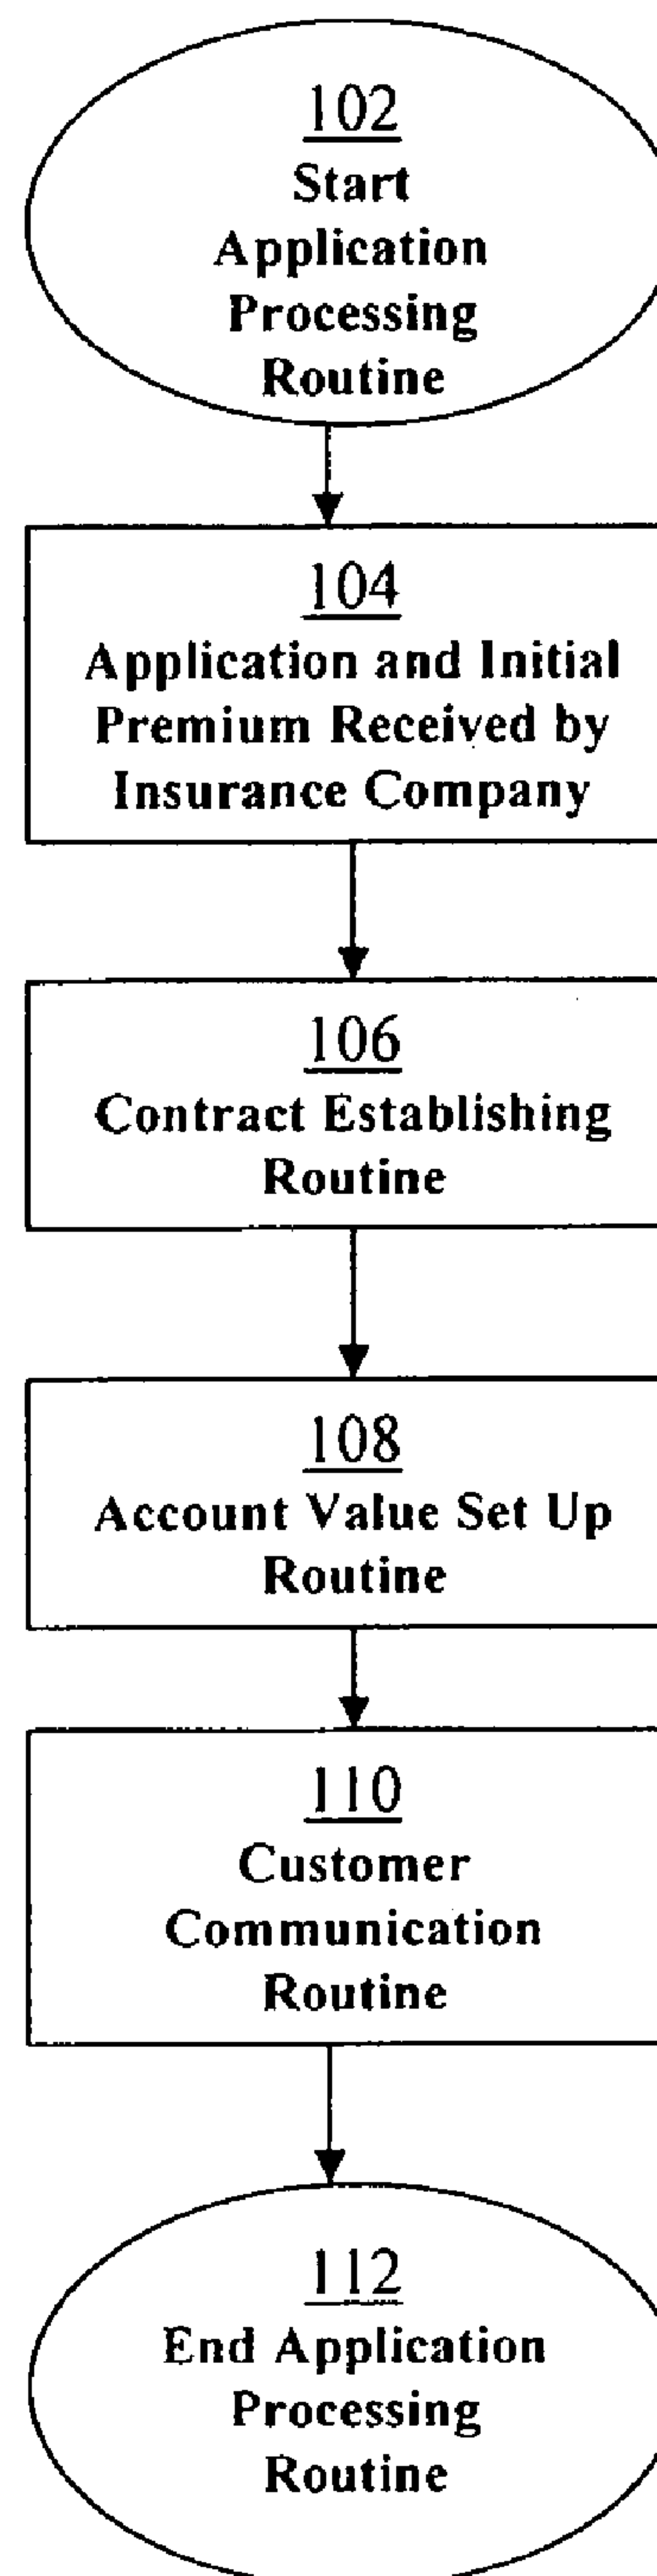 102
Start
Application
Processing
Routine
104
Application and Initial
Premium Received by
Insurance Company
106
Contract Establishing
Routine
108
Account Value Set Up
Routine
110
Customer
Communication
Routine
112
End Application
Processing
Routine